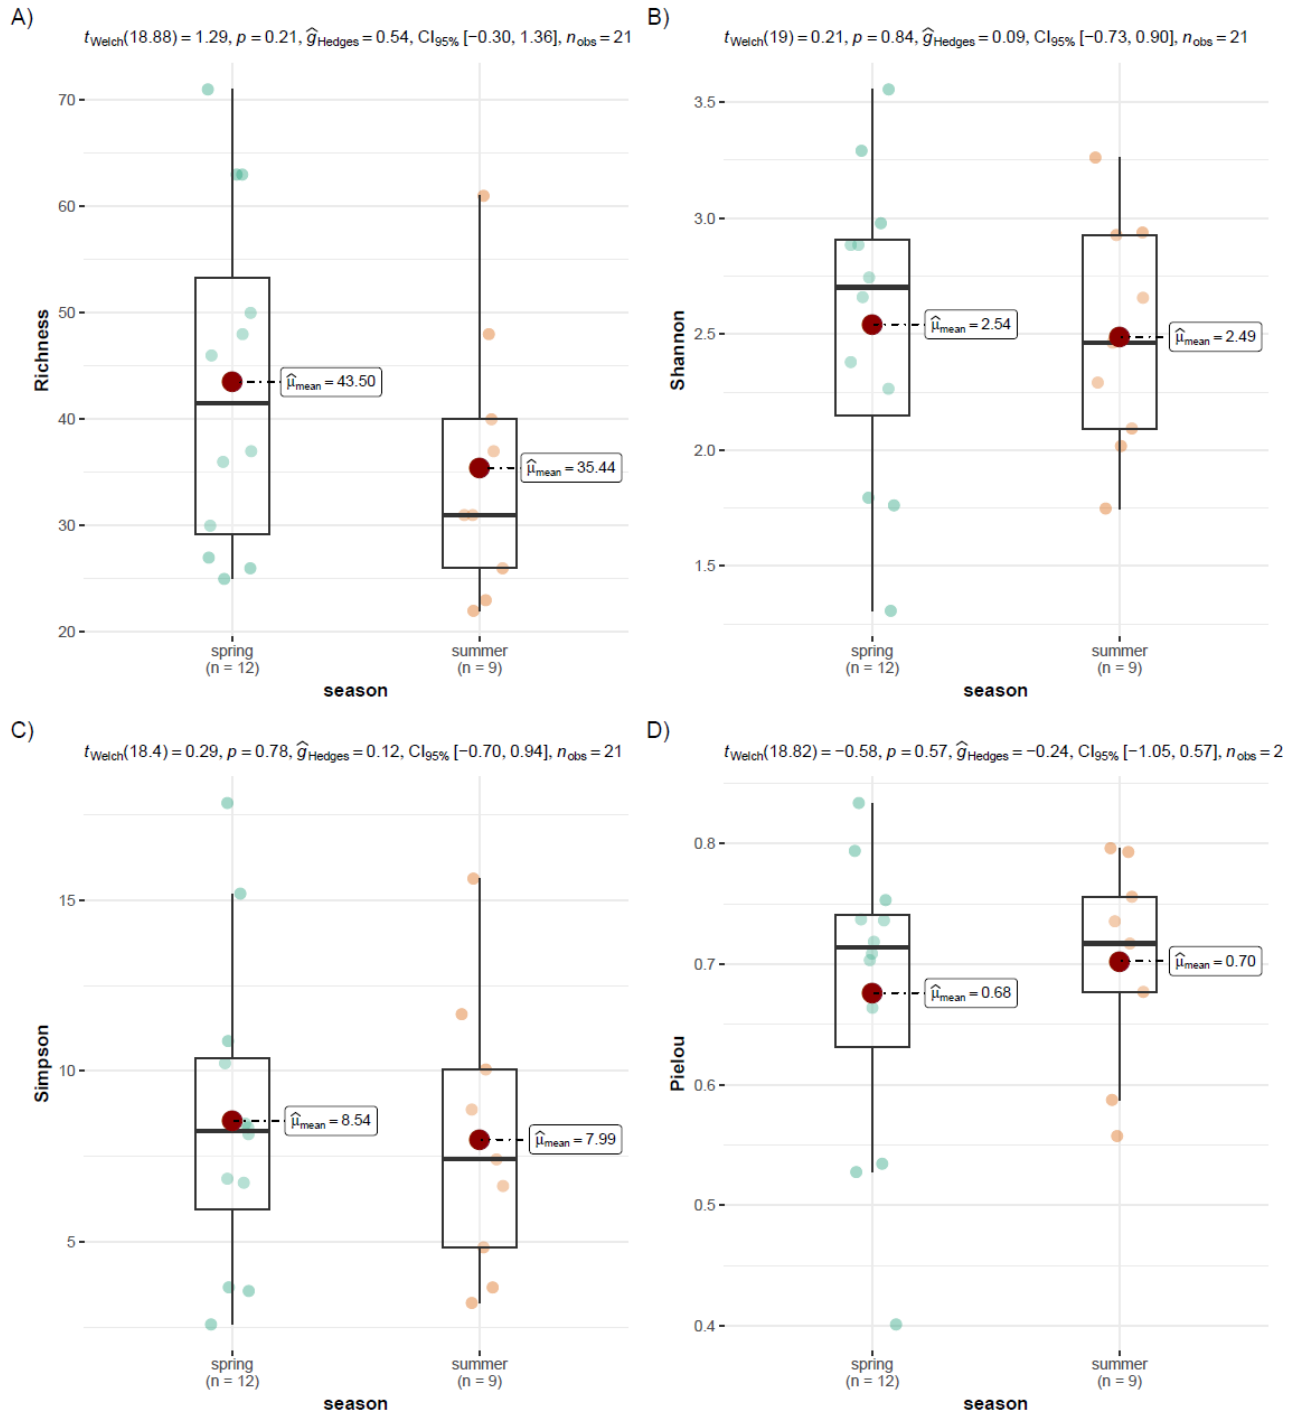 A)
t_Welch(18.88) = 1.29, p = 0.21, ĝ_Hedges = 0.54, CI_95% [−0.30, 1.36], n_obs = 21
70
60
50
40
30
20
Richness
μ̂_mean = 43.50
μ̂_mean = 35.44
spring
(n = 12)
summer
(n = 9)
season
B)
t_Welch(19) = 0.21, p = 0.84, ĝ_Hedges = 0.09, CI_95% [−0.73, 0.90], n_obs = 21
3.5
3.0
2.5
2.0
1.5
Shannon
μ̂_mean = 2.54
μ̂_mean = 2.49
spring
(n = 12)
summer
(n = 9)
season
C)
t_Welch(18.4) = 0.29, p = 0.78, ĝ_Hedges = 0.12, CI_95% [−0.70, 0.94], n_obs = 21
15
10
5
Simpson
μ̂_mean = 8.54
μ̂_mean = 7.99
spring
(n = 12)
summer
(n = 9)
season
D)
t_Welch(18.82) = −0.58, p = 0.57, ĝ_Hedges = −0.24, CI_95% [−1.05, 0.57], n_obs = 2
0.8
0.7
0.6
0.5
0.4
Pielou
μ̂_mean = 0.68
μ̂_mean = 0.70
spring
(n = 12)
summer
(n = 9)
season